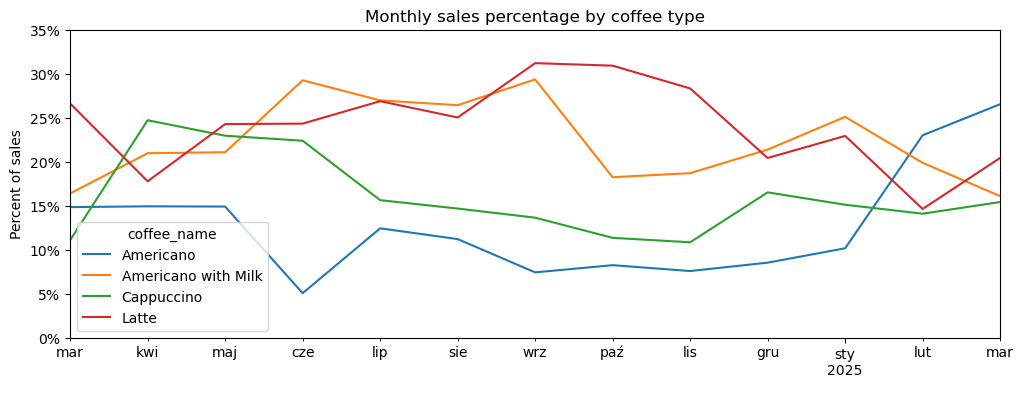 Monthly sales percentage by coffee type
Percent of sales
35%
30%
25%
20%
15%
10%
5%
0%
coffee_name
Americano
Americano with Milk
Cappuccino
Latte
mar kwi maj cze lip sie wrz paź lis gru sty lut mar
2025